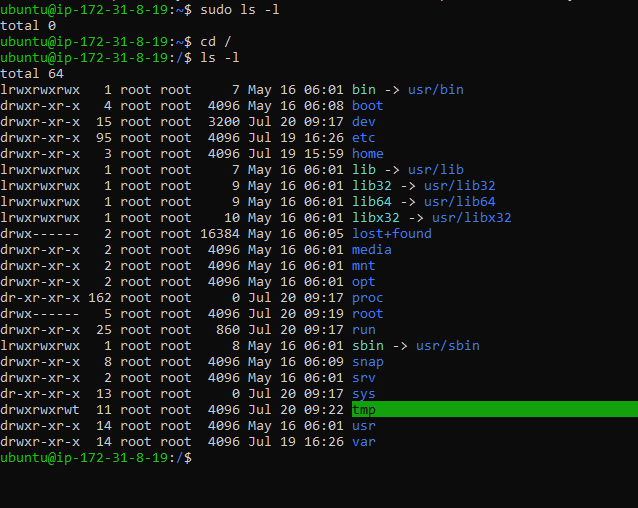 ubuntu@ip-172-31-8-19:~$ sudo ls -l
total 0
ubuntu@ip-172-31-8-19:~$ cd /
ubuntu@ip-172-31-8-19:/$ ls -l
total 64
lrwxrwxrwx   1 root root     7 May 16 06:01 bin -> usr/bin
drwxr-xr-x   4 root root  4096 May 16 06:08 boot
drwxr-xr-x  15 root root  3200 Jul 20 09:17 dev
drwxr-xr-x  95 root root  4096 Jul 19 16:26 etc
drwxr-xr-x   3 root root  4096 Jul 19 15:59 home
lrwxrwxrwx   1 root root     7 May 16 06:01 lib -> usr/lib
lrwxrwxrwx   1 root root     9 May 16 06:01 lib32 -> usr/lib32
lrwxrwxrwx   1 root root     9 May 16 06:01 lib64 -> usr/lib64
lrwxrwxrwx   1 root root    10 May 16 06:01 libx32 -> usr/libx32
drwx------   2 root root 16384 May 16 06:05 lost+found
drwxr-xr-x   2 root root  4096 May 16 06:01 media
drwxr-xr-x   2 root root  4096 May 16 06:01 mnt
drwxr-xr-x   2 root root  4096 May 16 06:01 opt
dr-xr-xr-x 162 root root     0 Jul 20 09:17 proc
drwx------   5 root root  4096 Jul 20 09:19 root
drwxr-xr-x  25 root root   860 Jul 20 09:17 run
lrwxrwxrwx   1 root root     8 May 16 06:01 sbin -> usr/sbin
drwxr-xr-x   8 root root  4096 May 16 06:09 snap
drwxr-xr-x   2 root root  4096 May 16 06:01 srv
dr-xr-xr-x  13 root root     0 Jul 20 09:17 sys
drwxrwxrwt  11 root root  4096 Jul 20 09:22 tmp
drwxr-xr-x  14 root root  4096 May 16 06:01 usr
drwxr-xr-x  14 root root  4096 Jul 19 16:26 var
ubuntu@ip-172-31-8-19:/$